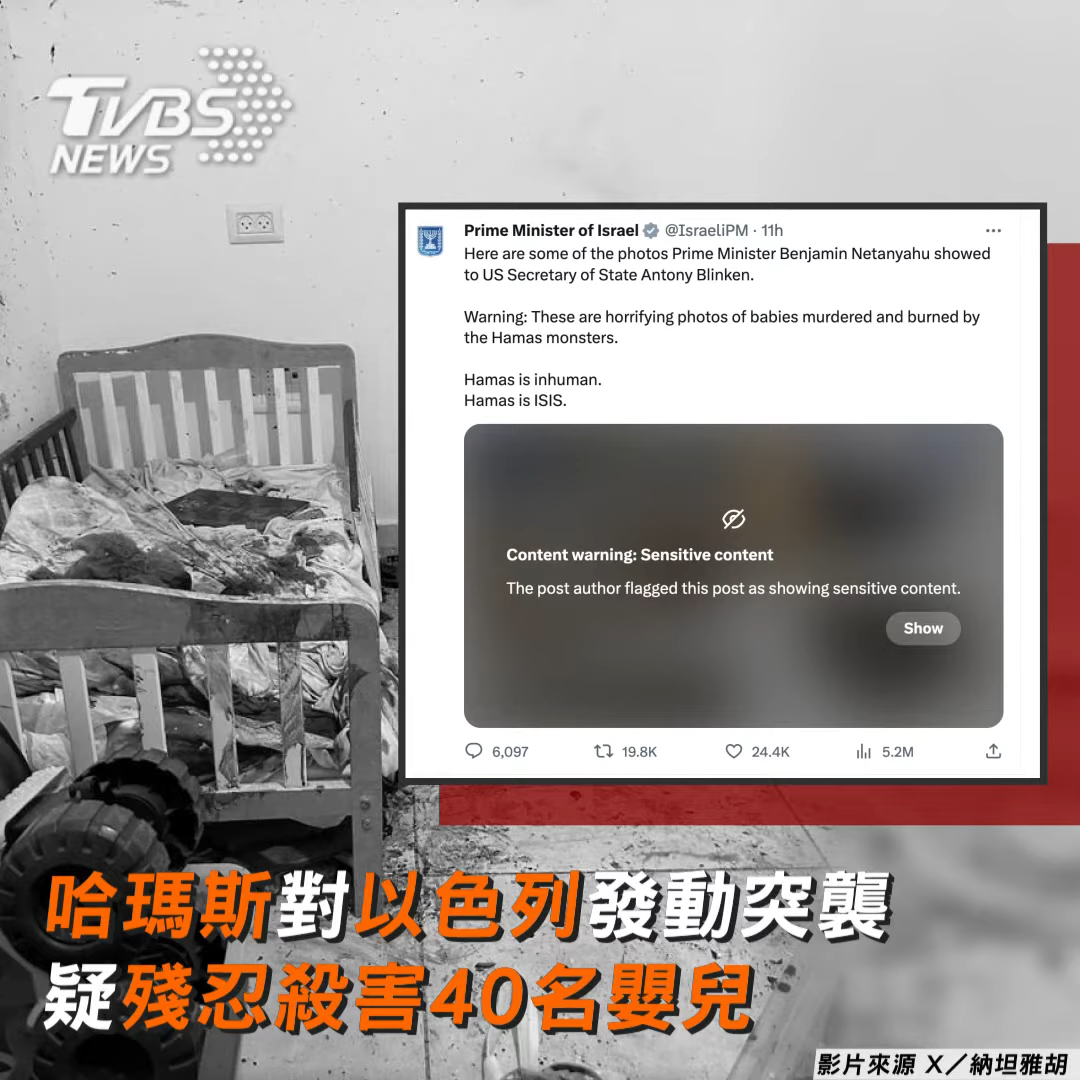 TVBS
NEWS
Prime Minister of Israel @IsraeliPM · 11h
Here are some of the photos Prime Minister Benjamin Netanyahu showed
to US Secretary of State Antony Blinken.
Warning: These are horrifying photos of babies murdered and burned by
the Hamas monsters.
Hamas is inhuman.
Hamas is ISIS.
Content warning: Sensitive content
The post author flagged this post as showing sensitive content.
Show
6,097 19.8K 24.4K 5.2M
哈瑪斯對以色列發動突襲
疑殘忍殺害40名嬰兒
影片來源 X／納坦雅胡